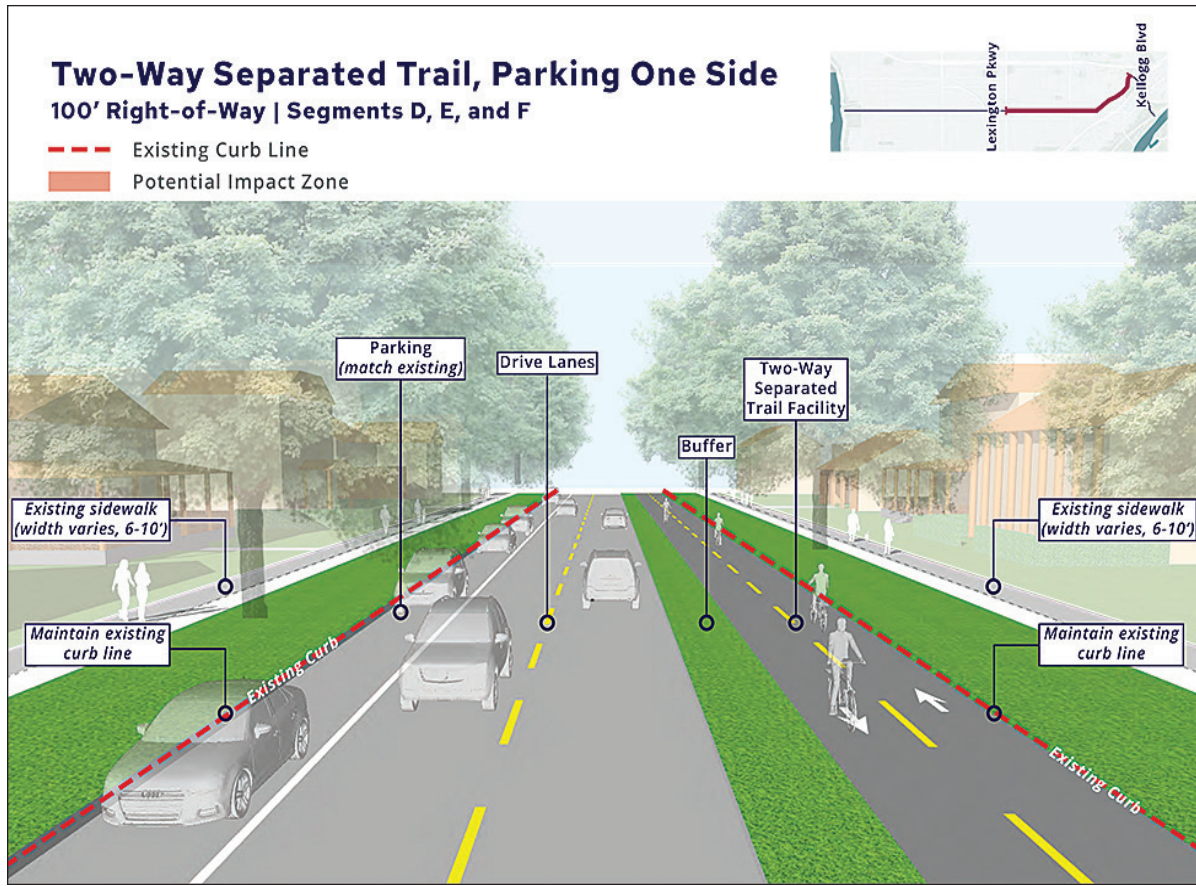 Two-Way Separated Trail, Parking One Side
100' Right-of-Way | Segments D, E, and F
Existing Curb Line
Potential Impact Zone
Lexington Pkwy
Kellogg Blvd
Parking
(match existing)
Drive Lanes
Two-Way
Separated
Trail Facility
Buffer
Existing sidewalk
(width varies, 6-10')
Existing sidewalk
(width varies, 6-10')
Maintain existing
curb line
Maintain existing
curb line
Existing Curb
Existing Curb